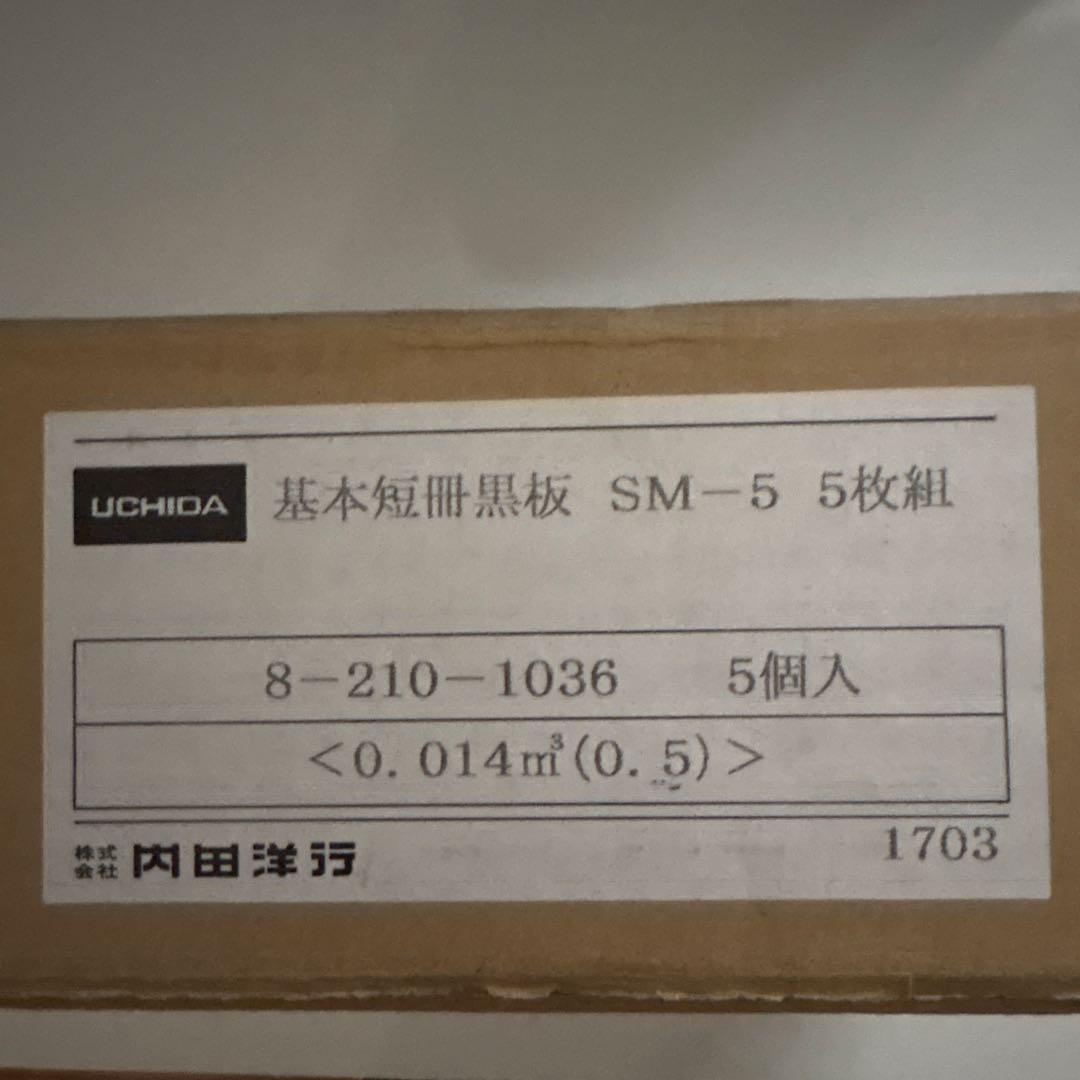 UCHIDA 基本短冊黒板 SM－5 5枚組
8－210－1036 5個入
＜0.014㎥(0.5)＞
1703
株式会社 内田洋行